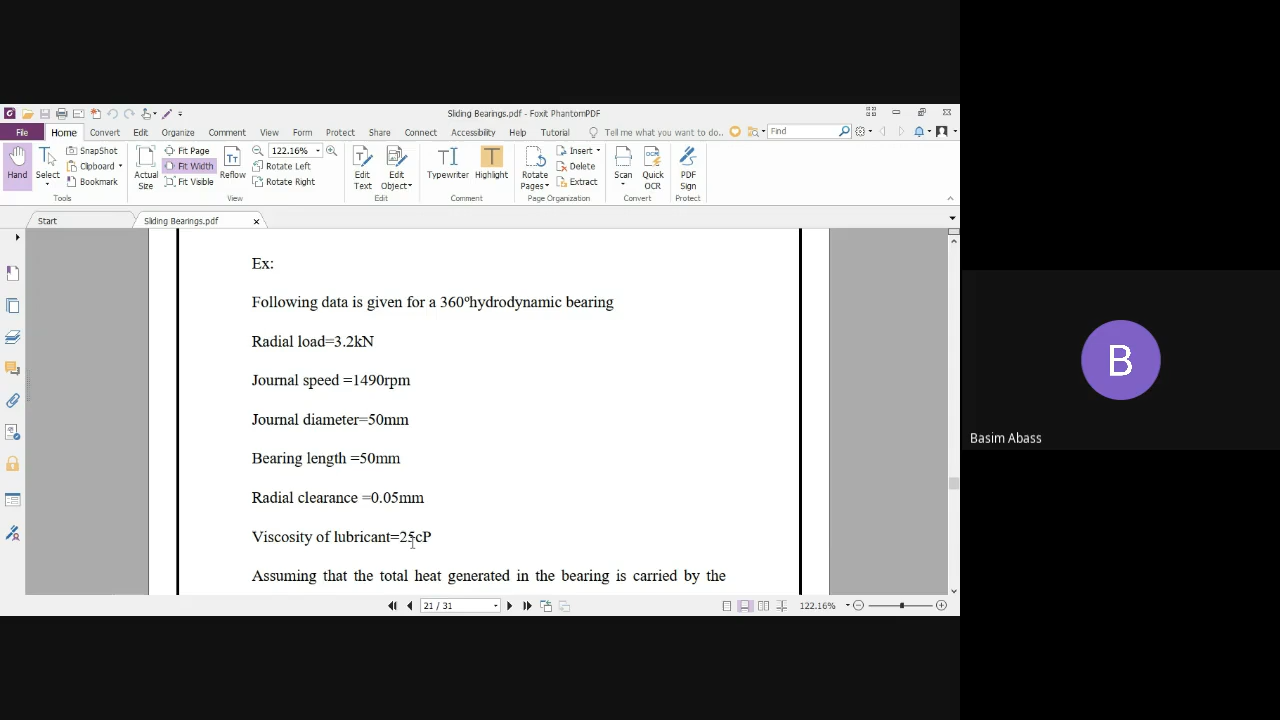 Sliding Bearings.pdf - Foxit PhantomPDF
File Home Convert Edit Organize Comment View Form Protect Share Connect Accessibility Help Tutorial Tell me what you want to do.. Find
Hand
Select
SnapShot
Clipboard
Bookmark
Tools
Actual Size
Fit Page
Fit Width
Fit Visible
Reflow
122.16%
Rotate Left
Rotate Right
View
Edit Text
Edit Object
Edit
Typewriter
Highlight
Comment
Rotate Pages
Insert
Delete
Extract
Page Organization
Scan
Quick OCR
Convert
PDF Sign
Protect
Start
Sliding Bearings.pdf
Ex:
Following data is given for a 360ºhydrodynamic bearing
Radial load=3.2kN
Journal speed =1490rpm
Journal diameter=50mm
Bearing length =50mm
Radial clearance =0.05mm
Viscosity of lubricant=25cP
Assuming that the total heat generated in the bearing is carried by the
21 / 31
122.16%
B
Basim Abass